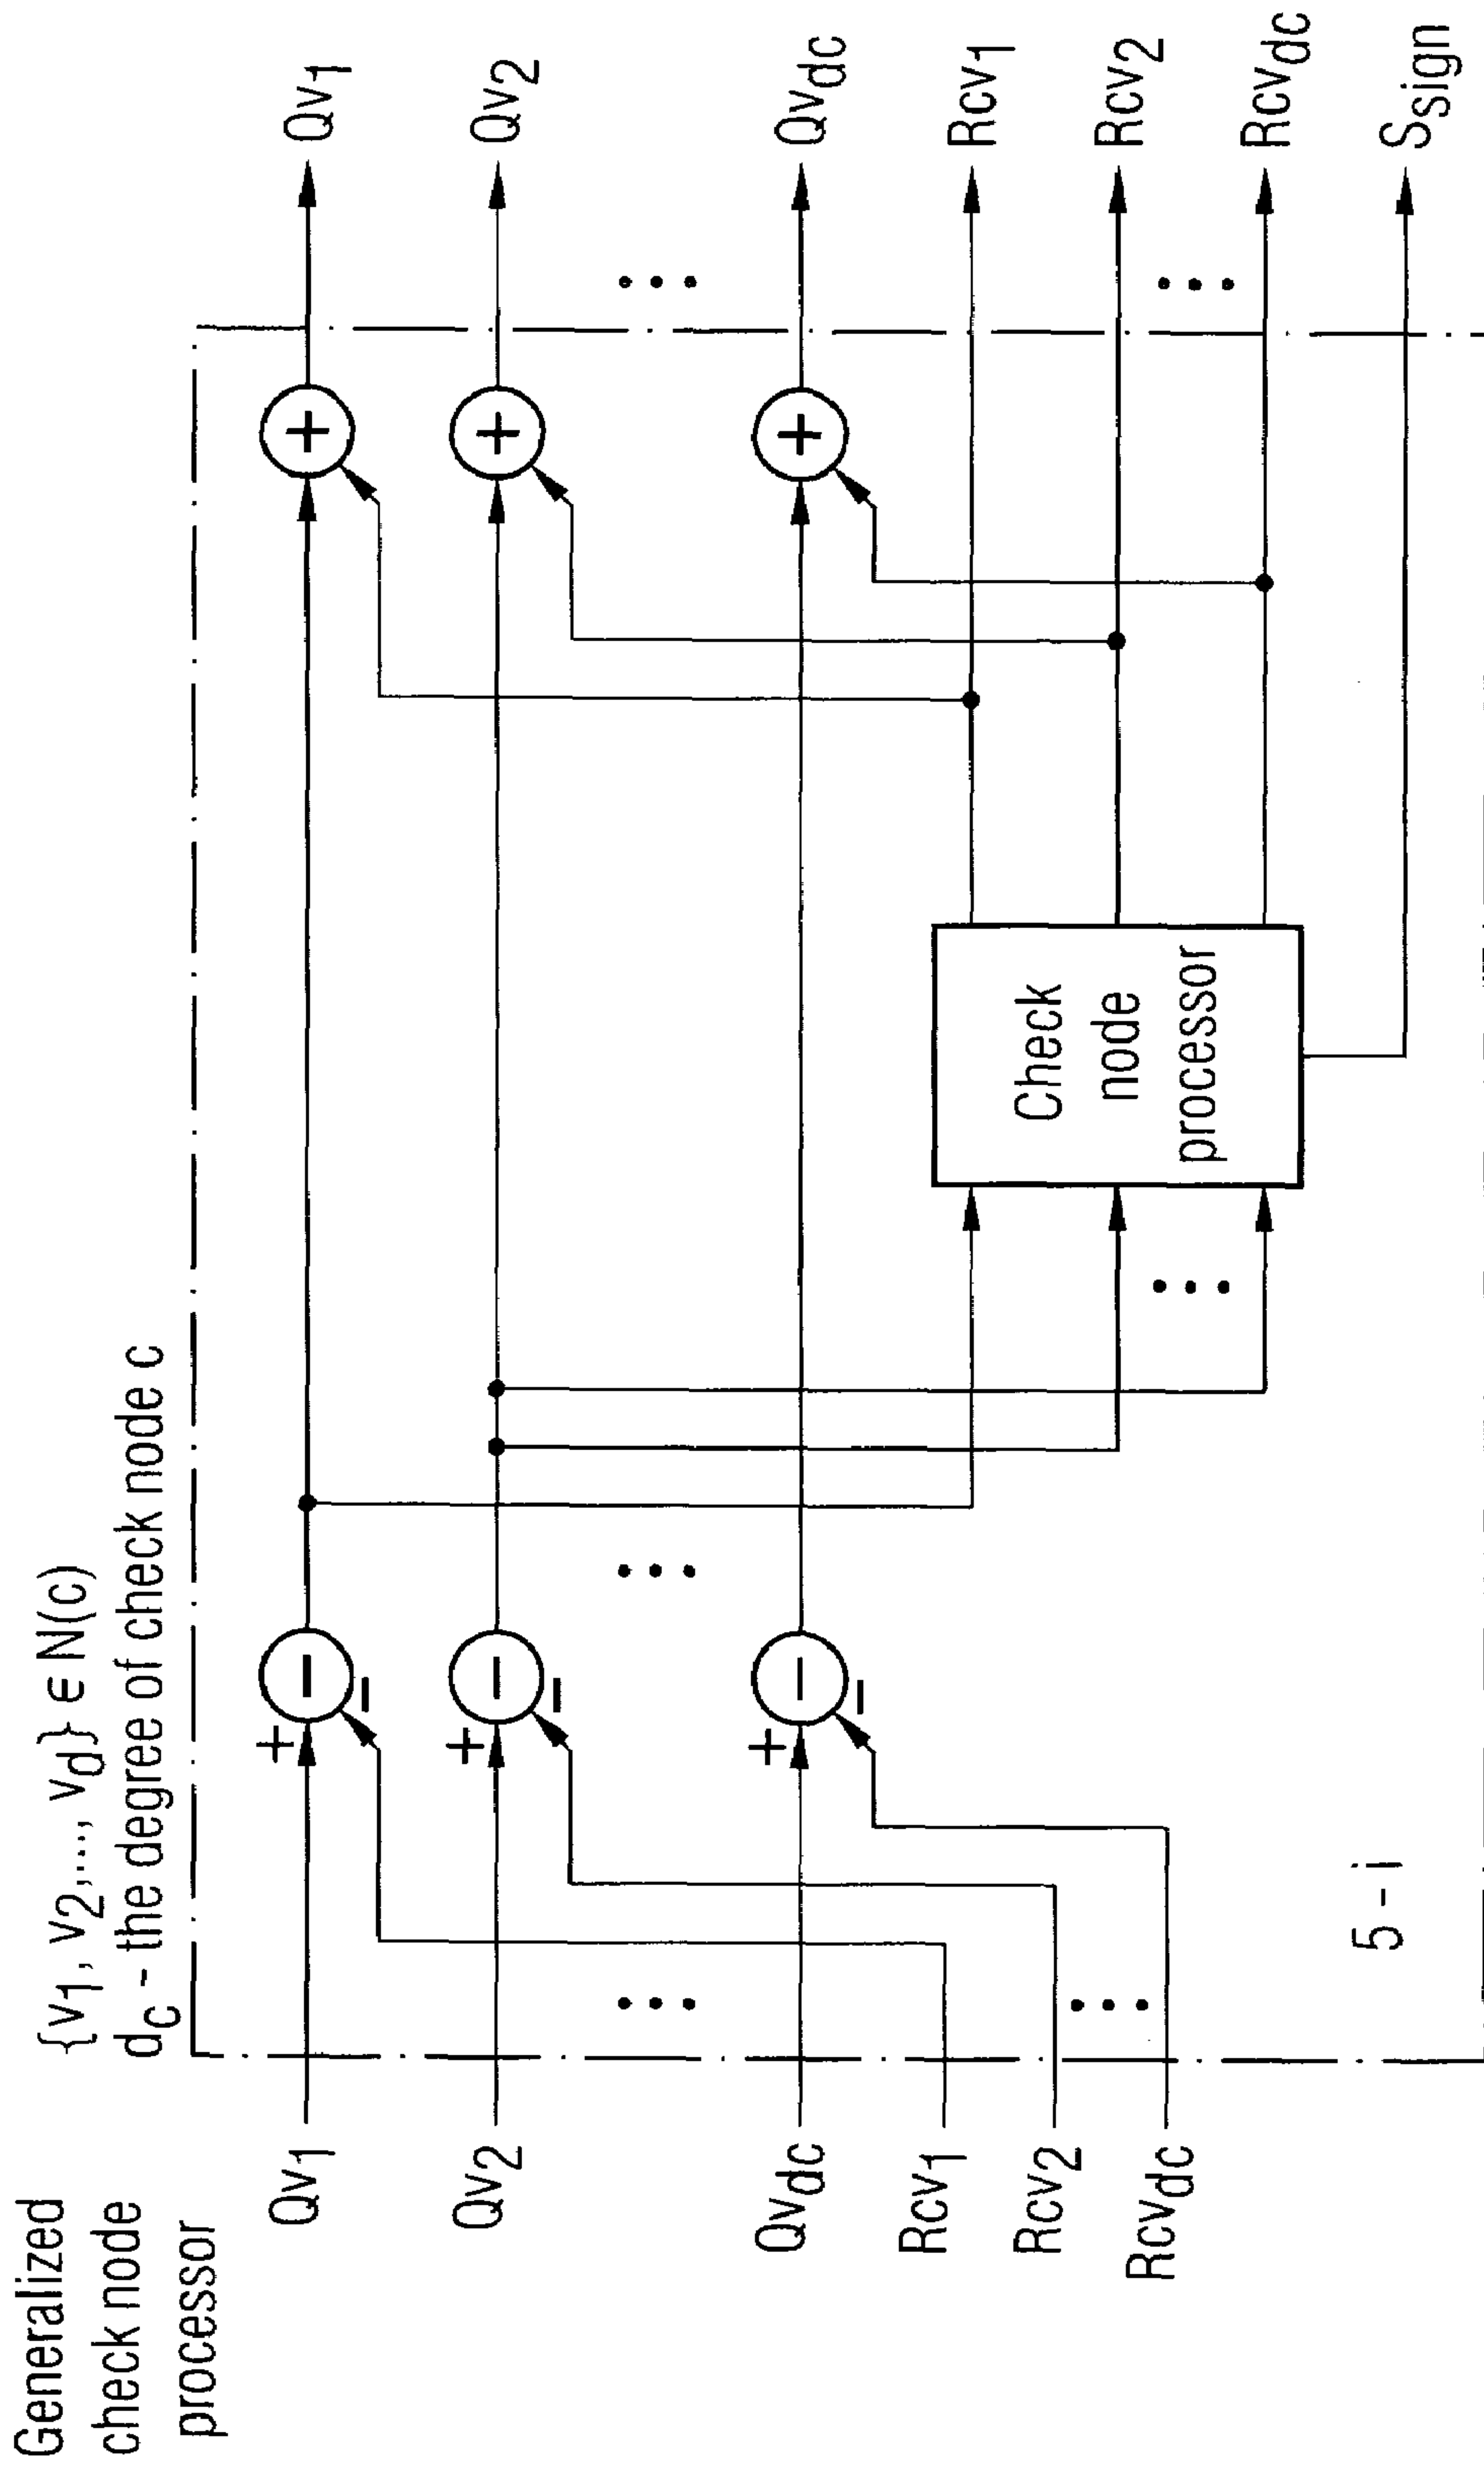 Generalized
check node
processor
{v1, v2,..., vd} ∈ N(c)
dc - the degree of check node c
Qv1
Qv2
Qvdc
Rcv1
Rcv2
Rcvdc
+
−
−
+
−
−
+
−
−
Check
node
processor
+
+
+
5 - i
Qv1
Qv2
Qvdc
Rcv1
Rcv2
Rcvdc
Ssign